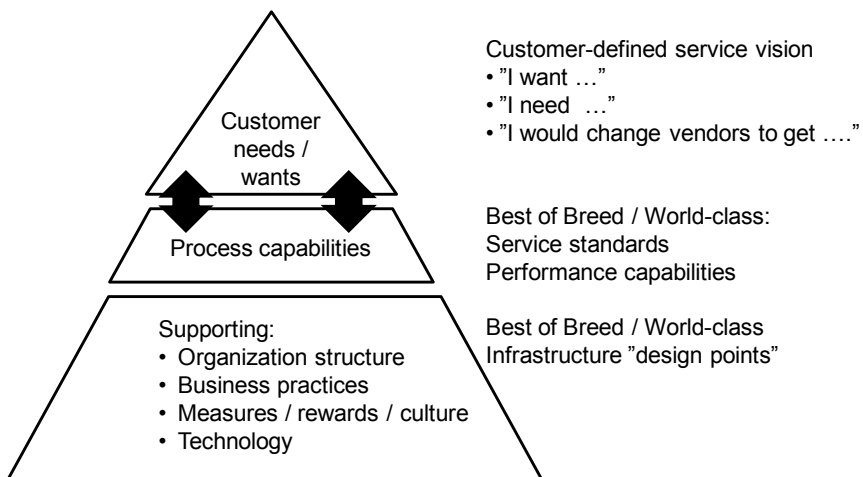 Customer
needs /
wants
Customer-defined service vision
• ”I want …”
• ”I need …”
• ”I would change vendors to get ….”
Process capabilities
Best of Breed / World-class:
Service standards
Performance capabilities
Supporting:
• Organization structure
• Business practices
• Measures / rewards / culture
• Technology
Best of Breed / World-class
Infrastructure ”design points”